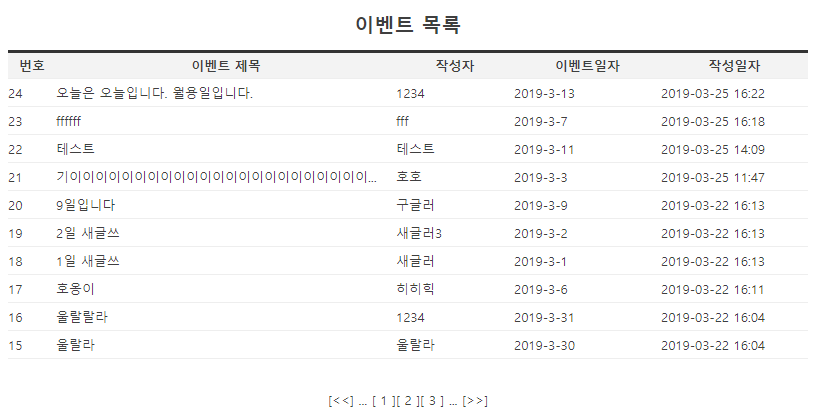 이벤트 목록
번호 이벤트 제목 작성자 이벤트일자 작성일자
24 오늘은 오늘입니다. 월용일입니다. 1234 2019-3-13 2019-03-25 16:22
23 ffffff fff 2019-3-7 2019-03-25 16:18
22 테스트 테스트 2019-3-11 2019-03-25 14:09
21 기이이이이이이이이이이이이이이이이이이이이이이이... 호호 2019-3-3 2019-03-25 11:47
20 9일입니다 구글러 2019-3-9 2019-03-22 16:13
19 2일 새글쓰 새글러3 2019-3-2 2019-03-22 16:13
18 1일 새글쓰 새글러 2019-3-1 2019-03-22 16:13
17 호옹이 히히힉 2019-3-6 2019-03-22 16:11
16 울랄랄라 1234 2019-3-31 2019-03-22 16:04
15 울랄라 울랄라 2019-3-30 2019-03-22 16:04
[<<] ... [ 1 ][ 2 ][ 3 ] ... [>>]